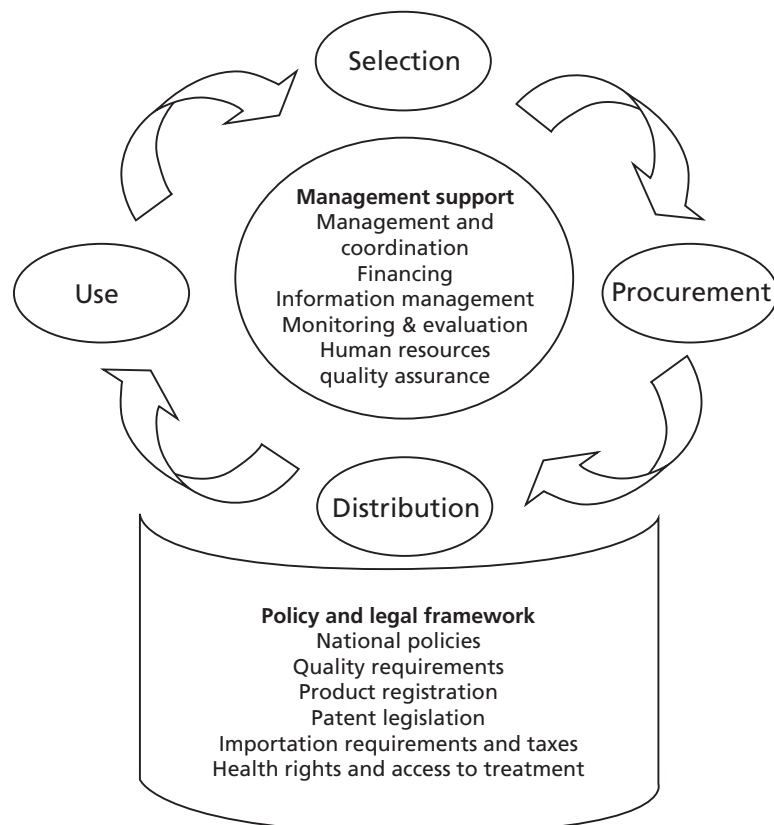 Selection
Management support
Management and
coordination
Financing
Information management
Monitoring & evaluation
Human resources
quality assurance
Use
Procurement
Distribution
Policy and legal framework
National policies
Quality requirements
Product registration
Patent legislation
Importation requirements and taxes
Health rights and access to treatment